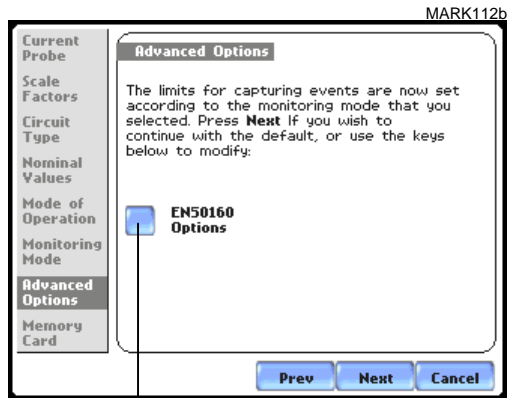 MARK112b
Current
Probe
Scale
Factors
Circuit
Type
Nominal
Values
Mode of
Operation
Monitoring
Mode
Advanced
Options
Memory
Card
Advanced Options
The limits for capturing events are now set
according to the monitoring mode that you
selected. Press Next If you wish to
continue with the default, or use the keys
below to modify:
EN50160
Options
Prev Next Cancel